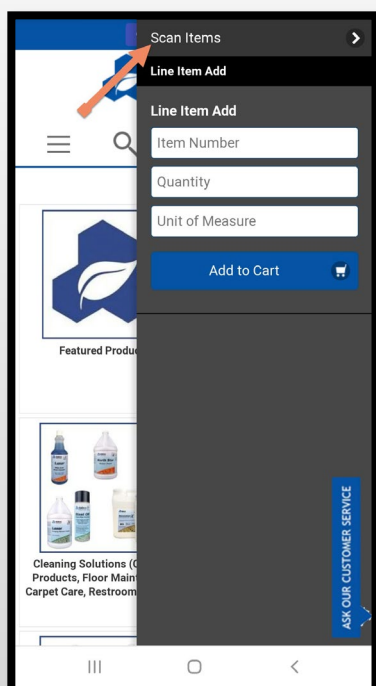 Scan Items
Line Item Add
Line Item Add
Item Number
Quantity
Unit of Measure
Add to Cart
Featured Produc
Cleaning Solutions (C
Products, Floor Maint
Carpet Care, Restroom
ASK OUR CUSTOMER SERVICE